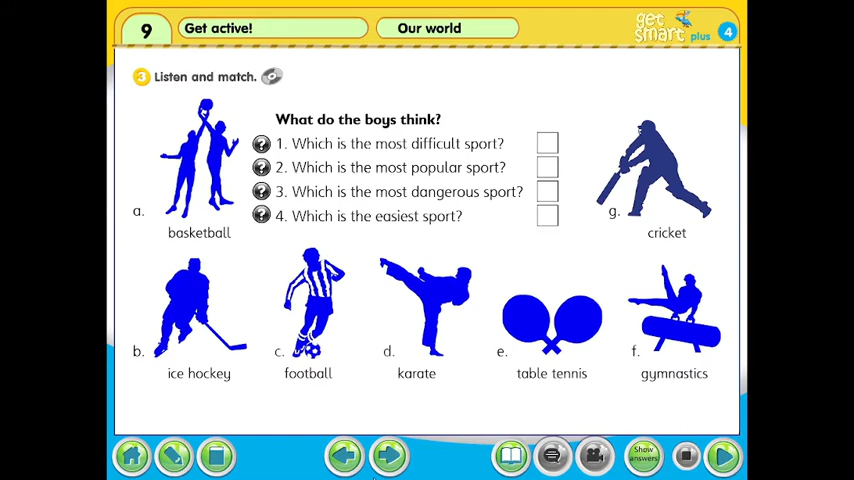 9
Get active!
Our world
get smart plus 4
3 Listen and match.
What do the boys think?
? 1. Which is the most difficult sport?
? 2. Which is the most popular sport?
? 3. Which is the most dangerous sport?
? 4. Which is the easiest sport?
a.
basketball
g.
cricket
b.
ice hockey
c.
football
d.
karate
e.
table tennis
f.
gymnastics
Show
answers